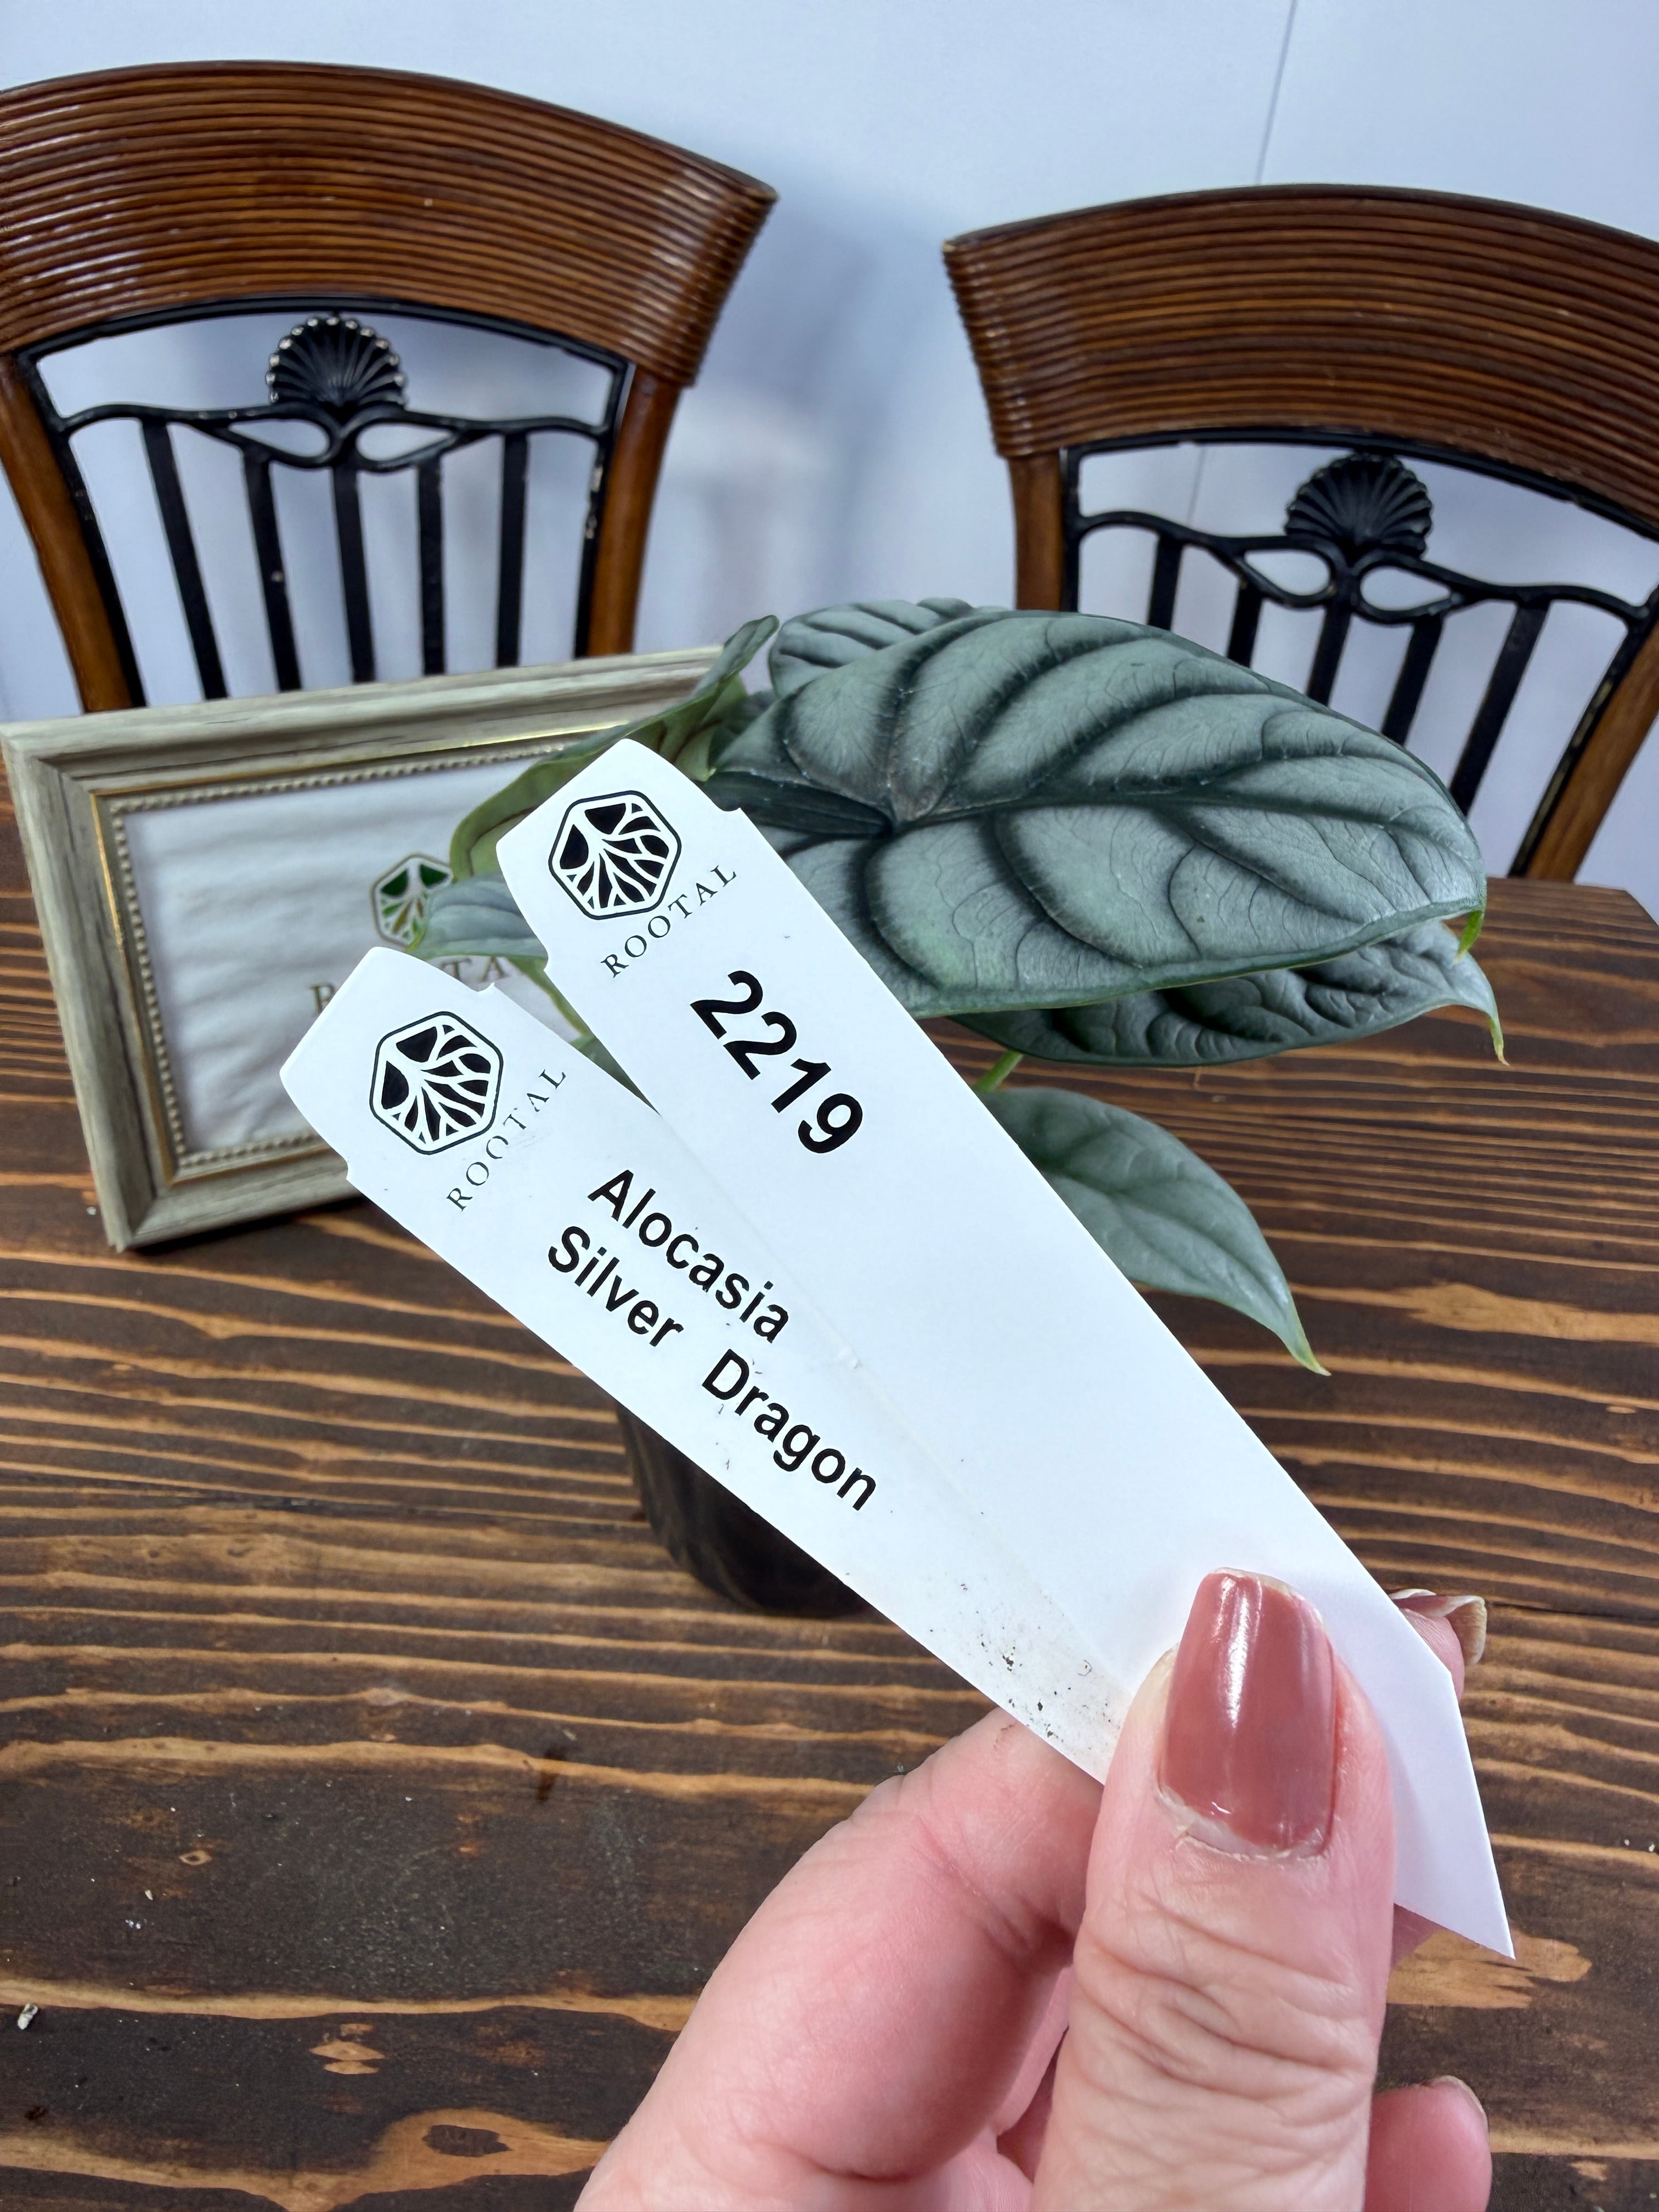 ROOTAL
2219
ROOTAL
Alocasia
Silver Dragon